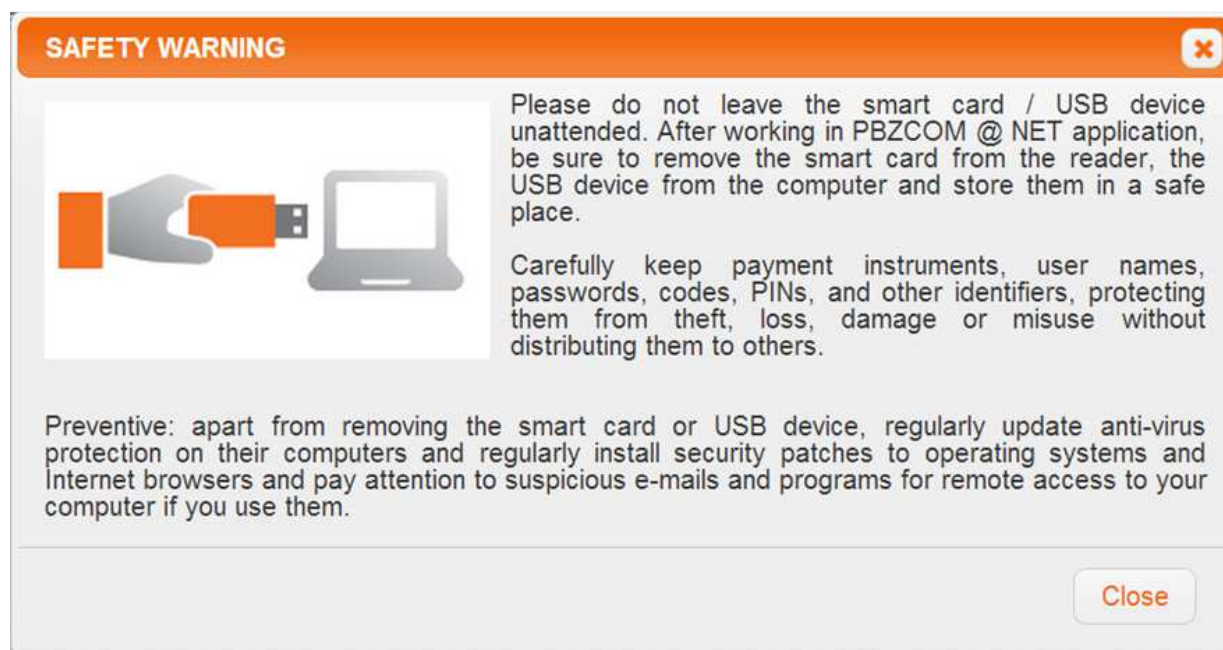 SAFETY WARNING
Please do not leave the smart card / USB device
unattended. After working in PBZCOM @ NET application,
be sure to remove the smart card from the reader, the
USB device from the computer and store them in a safe
place.
Carefully keep payment instruments, user names,
passwords, codes, PINs, and other identifiers, protecting
them from theft, loss, damage or misuse without
distributing them to others.
Preventive: apart from removing the smart card or USB device, regularly update anti-virus
protection on their computers and regularly install security patches to operating systems and
Internet browsers and pay attention to suspicious e-mails and programs for remote access to your
computer if you use them.
Close